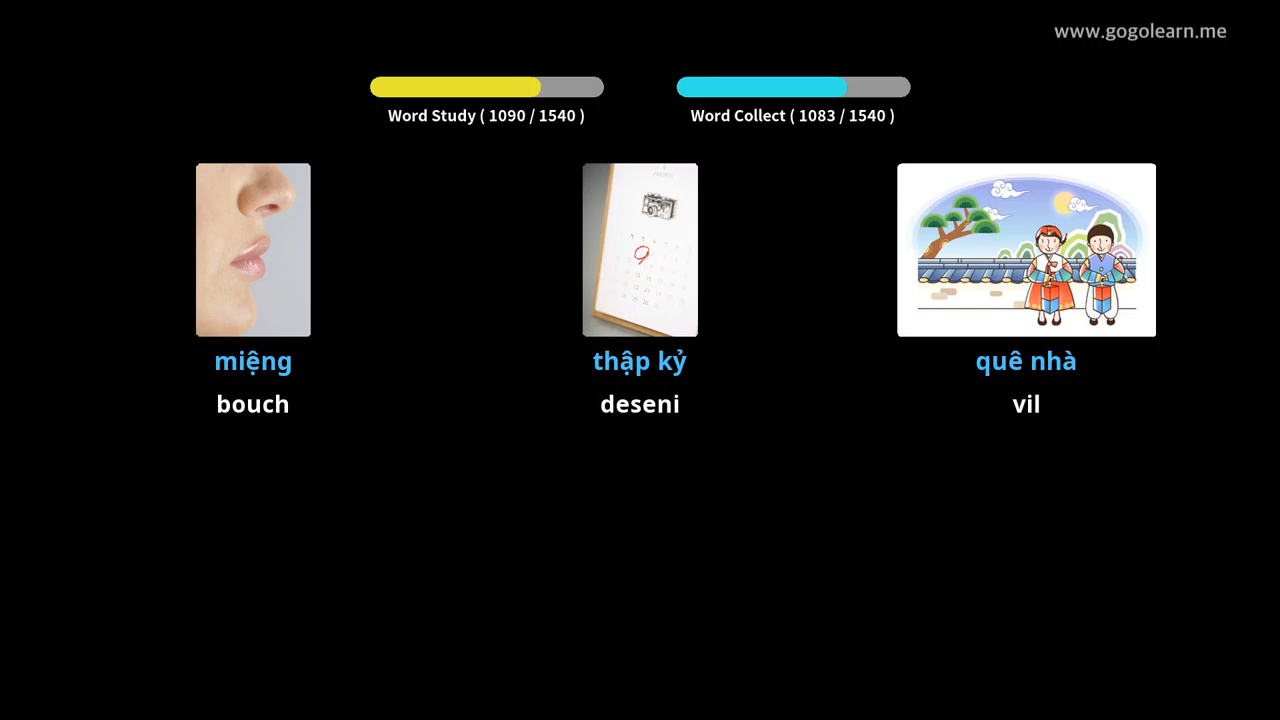 www.gogolearn.me
Word Study ( 1090 / 1540 )
Word Collect ( 1083 / 1540 )
miệng
thập kỷ
quê nhà
bouch
deseni
vil